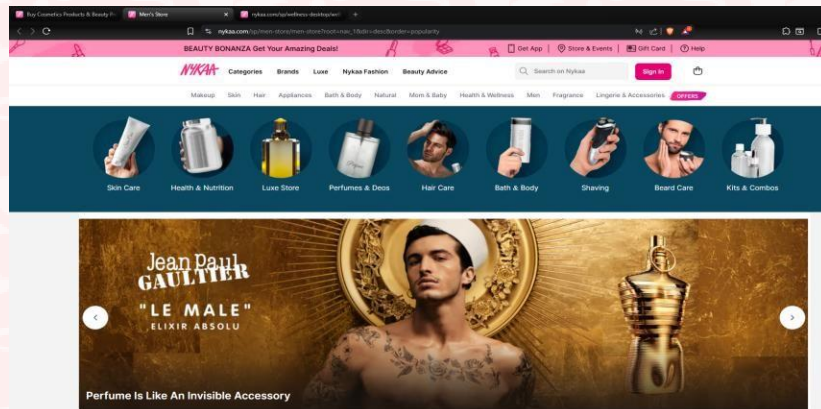 Buy Cosmetics Products & Beauty P
Men's Store
nykaa.com/sp/wellness-desktop/well
nykaa.com/sp/men-store/men-store?root=nav_1&dir=desc&order=popularity
BEAUTY BONANZA Get Your Amazing Deals!
Get App
Store & Events
Gift Card
Help
NYKAA
Categories
Brands
Luxe
Nykaa Fashion
Beauty Advice
Search on Nykaa
Sign In
Makeup
Skin
Hair
Appliances
Bath & Body
Natural
Mom & Baby
Health & Wellness
Men
Fragrance
Lingerie & Accessories
OFFERS
Skin Care
Health & Nutrition
Luxe Store
Perfumes & Deos
Hair Care
Bath & Body
Shaving
Beard Care
Kits & Combos
Jean Paul
GAULTIER
"LE MALE"
ELIXIR ABSOLU
Perfume Is Like An Invisible Accessory